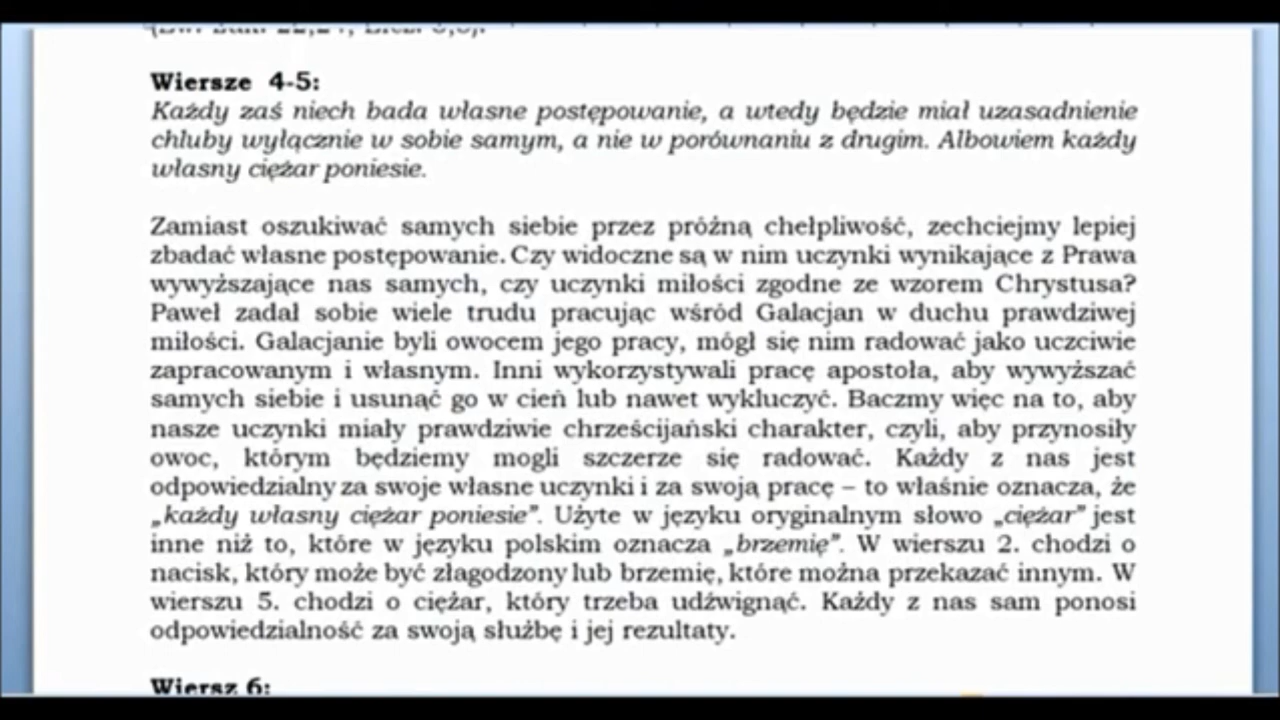 Wiersze 4-5:
Każdy zaś niech bada własne postępowanie, a wtedy będzie miał uzasadnienie
chluby wyłącznie w sobie samym, a nie w porównaniu z drugim. Albowiem każdy
własny ciężar poniesie.
Zamiast oszukiwać samych siebie przez próżną chełpliwość, zechciejmy lepiej
zbadać własne postępowanie. Czy widoczne są w nim uczynki wynikające z Prawa
wywyższające nas samych, czy uczynki miłości zgodne ze wzorem Chrystusa?
Paweł zadał sobie wiele trudu pracując wśród Galacjan w duchu prawdziwej
miłości. Galacjanie byli owocem jego pracy, mógł się nim radować jako uczciwie
zapracowanym i własnym. Inni wykorzystywali pracę apostoła, aby wywyższać
samych siebie i usunąć go w cień lub nawet wykluczyć. Baczmy więc na to, aby
nasze uczynki miały prawdziwie chrześcijański charakter, czyli, aby przynosiły
owoc, którym będziemy mogli szczerze się radować. Każdy z nas jest
odpowiedzialny za swoje własne uczynki i za swoją pracę – to właśnie oznacza, że
„każdy własny ciężar poniesie”. Użyte w języku oryginalnym słowo „ciężar” jest
inne niż to, które w języku polskim oznacza „brzemię”. W wierszu 2. chodzi o
nacisk, który może być złagodzony lub brzemię, które można przekazać innym. W
wierszu 5. chodzi o ciężar, który trzeba udźwignąć. Każdy z nas sam ponosi
odpowiedzialność za swoją służbę i jej rezultaty.
Wiersz 6: